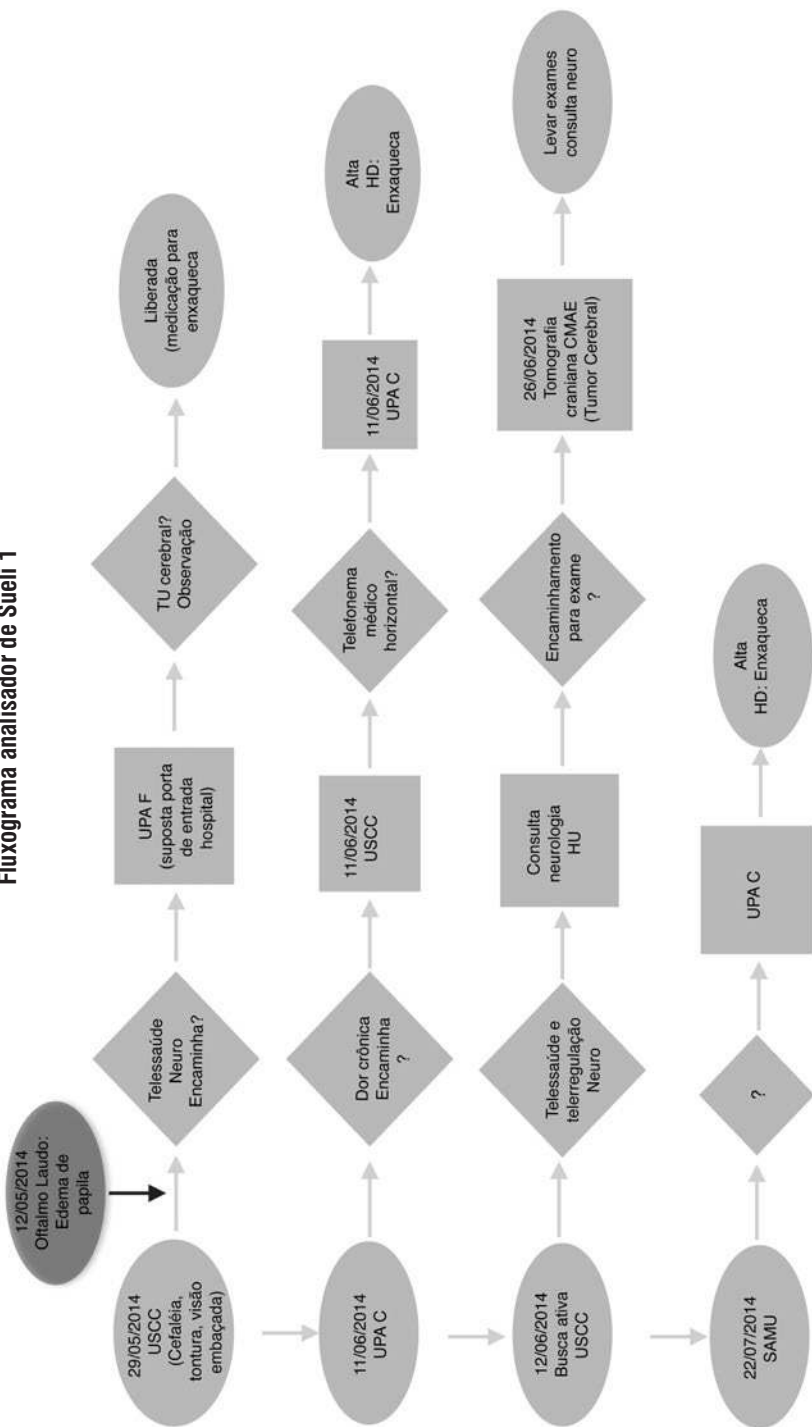 Fluxograma analisador de Sueli 1
12/05/2014
Oftalmo Laudo:
Edema de
papila
29/05/2014
USCC
(Cefaléia,
tontura, visão
embaçada)
Telessaúde
Neuro
Encaminha?
UPA F
(suposta porta
de entrada
hospital)
TU cerebral?
Observação
Liberada
(medicação para
enxaqueca
11/06/2014
UPA C
Dor crônica
Encaminha
?
11/06/2014
USCC
Telefonema
médico
horizontal?
11/06/2014
UPA C
Alta
HD:
Enxaqueca
12/06/2014
Busca ativa
USCC
Telessaúde e
telerregulação
Neuro
Consulta
neurologia
HU
Encaminhamento
para exame
?
26/06/2014
Tomografia
craniana CMAE
(Tumor Cerebral)
Levar exames
consulta neuro
22/07/2014
SAMU
?
UPA C
Alta
HD: Enxaqueca